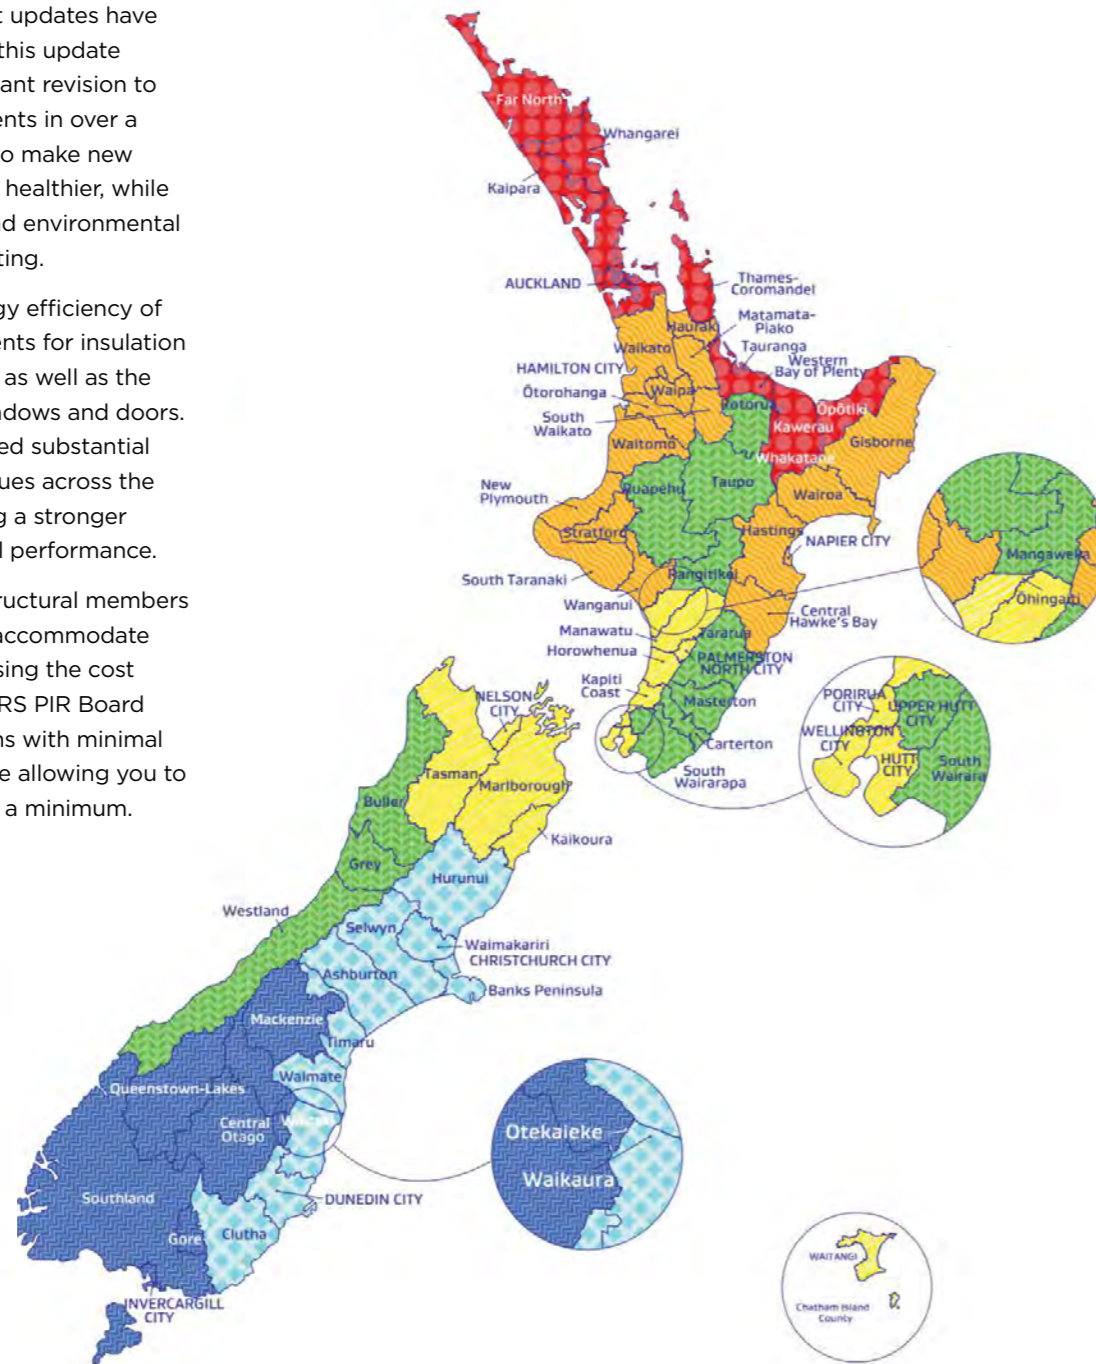 t updates have
this update
ant revision to
ents in over a
o make new
healthier, while
d environmental
ting.
gy efficiency of
ents for insulation
as well as the
ndows and doors.
ed substantial
ues across the
g a stronger
l performance.
ructural members
accommodate
sing the cost
RS PIR Board
ns with minimal
e allowing you to
a minimum.
Far North
Whangarei
Kaipara
AUCKLAND
Thames-
Coromandel
Hauraki
Matamata-
Piako
Waikato
Tauranga
Western
Bay of Plenty
HAMILTON CITY
Waipa
Ōtorohanga
Rotorua
Opōtiki
South
Waikato
Kawerau
Waitomo
Gisborne
Whakatane
Ruapehu
Taupo
New
Plymouth
Wairoa
Stratford
Hastings
NAPIER CITY
Mangaweka
South Taranaki
Rangitikei
Ōhingaiti
Wanganui
Central
Hawke's Bay
Manawatu
Tararua
Horowhenua
PALMERSTON
NORTH CITY
Kapiti
Coast
Masterton
NELSON
CITY
PORIRUA
CITY
UPPER HUTT
CITY
WELLINGTON
CITY
HUTT
CITY
South
Wairara
Carterton
South
Wairarapa
Tasman
Marlborough
Buller
Kaikoura
Grey
Hurunui
Westland
Selwyn
Waimakariri
CHRISTCHURCH CITY
Ashburton
Banks Peninsula
Mackenzie
Timaru
Waimate
Queenstown-Lakes
Central
Otago
Waitaki
Otekaieke
Waikaura
Southland
DUNEDIN CITY
Gore
Clutha
INVERCARGILL
CITY
WAITANGI
Chatham Island
County